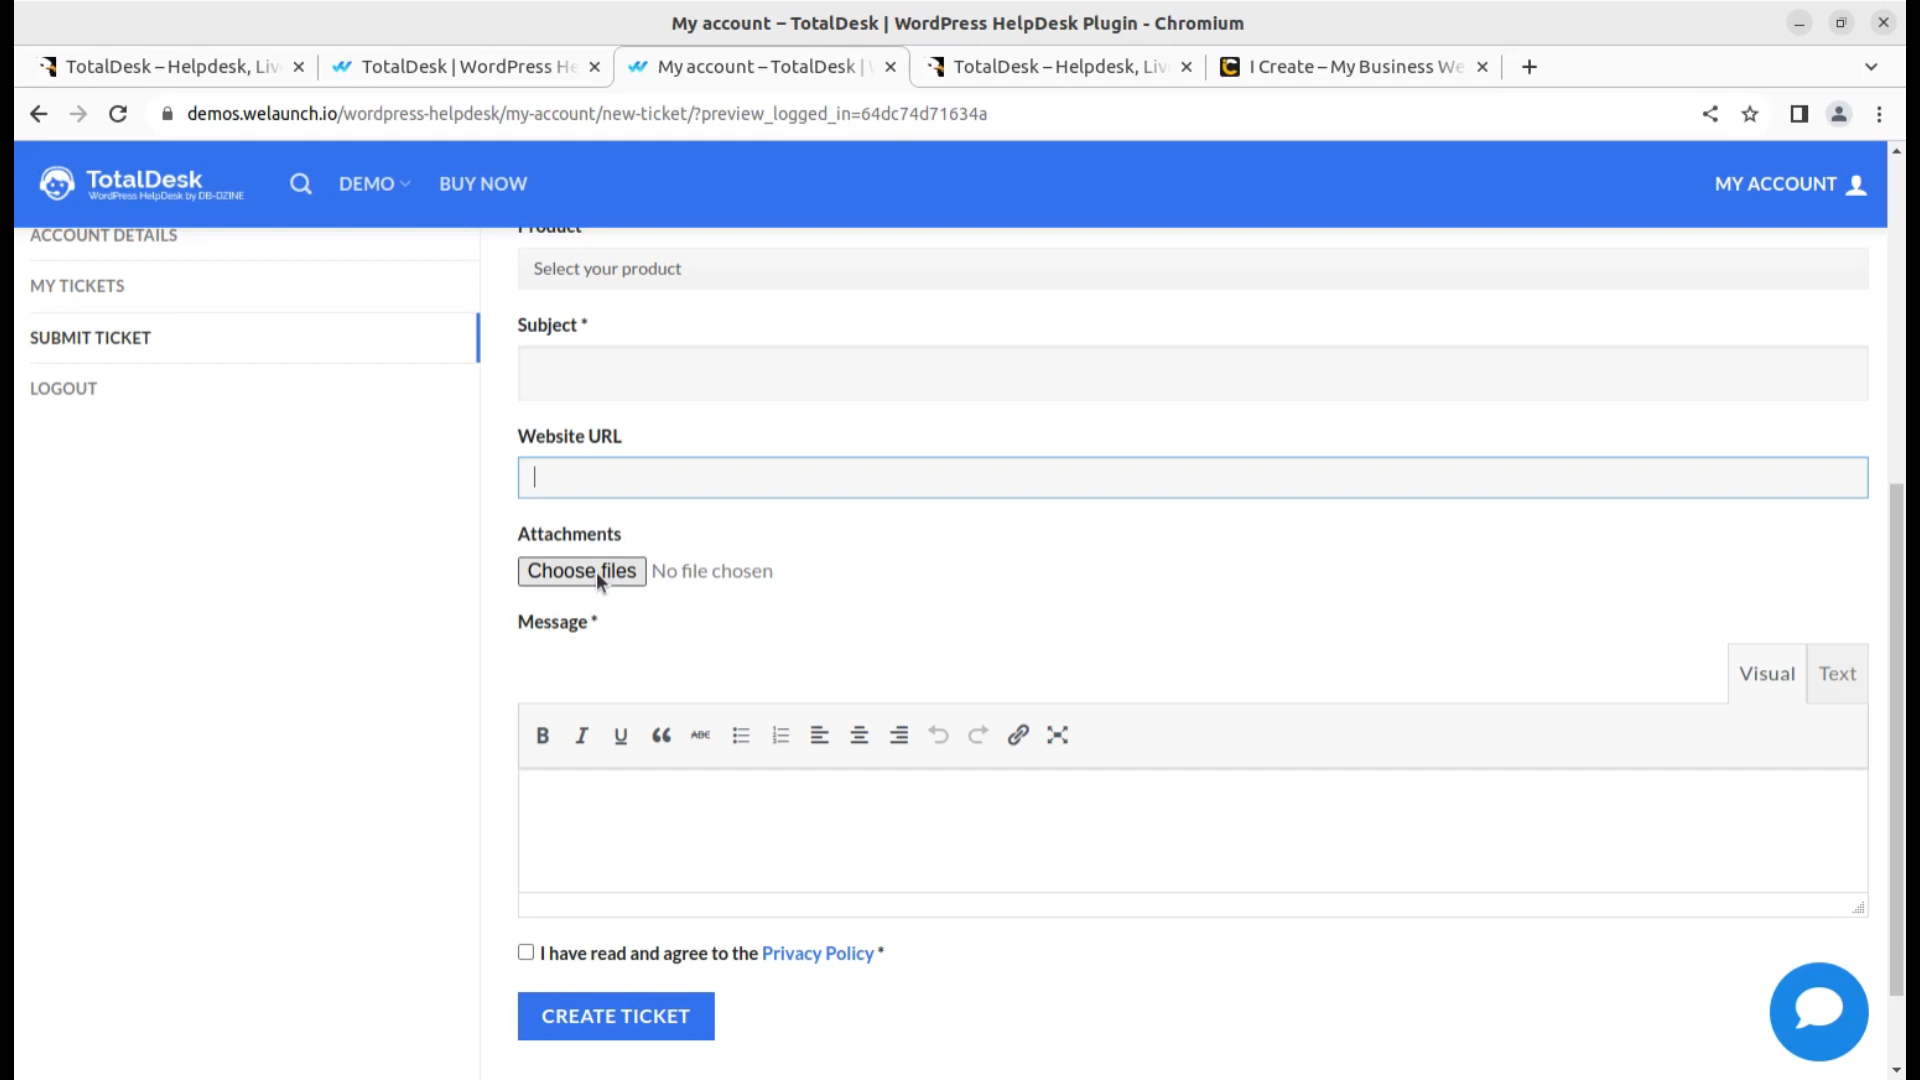 My account – TotalDesk | WordPress HelpDesk Plugin - Chromium
TotalDesk – Helpdesk, Liv
TotalDesk | WordPress He
My account – TotalDesk |
TotalDesk – Helpdesk, Liv
I Create – My Business We
demos.welaunch.io/wordpress-helpdesk/my-account/new-ticket/?preview_logged_in=64dc74d71634a
TotalDesk
WordPress HelpDesk by DB-DZINE
DEMO
BUY NOW
MY ACCOUNT
ACCOUNT DETAILS
MY TICKETS
SUBMIT TICKET
LOGOUT
Product
Select your product
Subject *
Website URL
Attachments
Choose files No file chosen
Message *
Visual
Text
B I U ABC
I have read and agree to the Privacy Policy *
CREATE TICKET